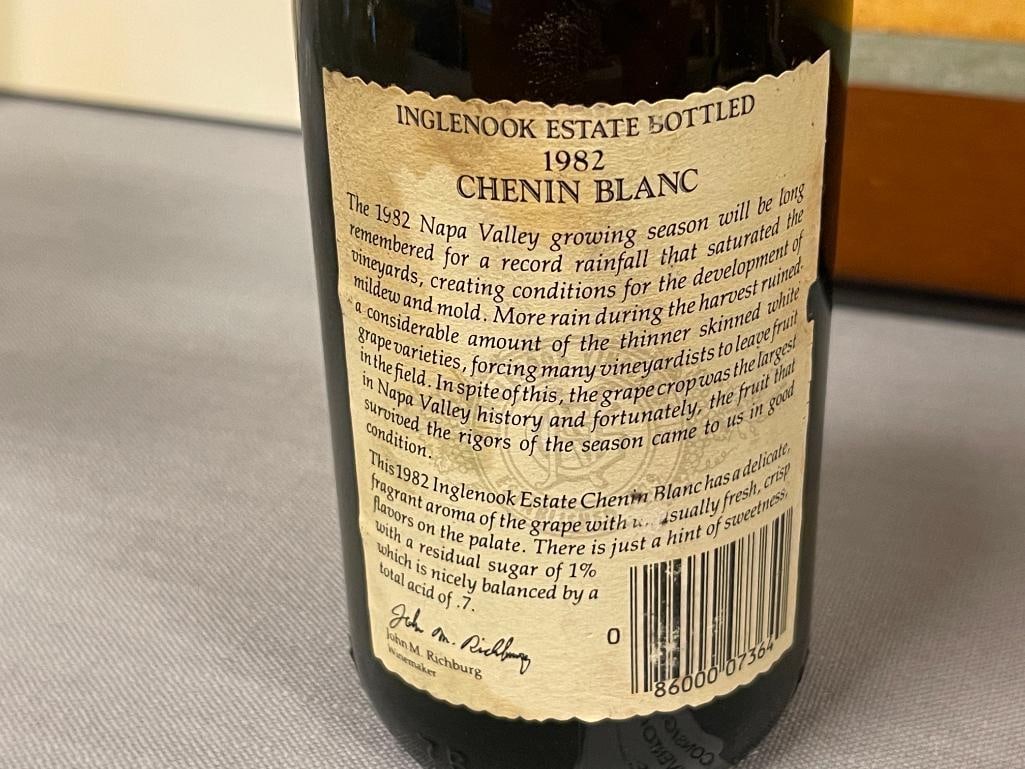 INGLENOOK ESTATE BOTTLED
1982
CHENIN BLANC
The 1982 Napa Valley growing season will be long
remembered for a record rainfall that saturated the
vineyards, creating conditions for the development of
mildew and mold. More rain during the harvest ruined
a considerable amount of the thinner skinned white
grape varieties, forcing many vineyardists to leave fruit
in the field. In spite of this, the grape crop was the largest
in Napa Valley history and fortunately, the fruit that
survived the rigors of the season came to us in good
condition.
This 1982 Inglenook Estate Chenin Blanc has a delicate,
fragrant aroma of the grape with unusually fresh, crisp
flavors on the palate. There is just a hint of sweetness,
with a residual sugar of 1%
which is nicely balanced by a
total acid of .7.
John M. Richburg
John M. Richburg
Winemaker
0
86000 07364